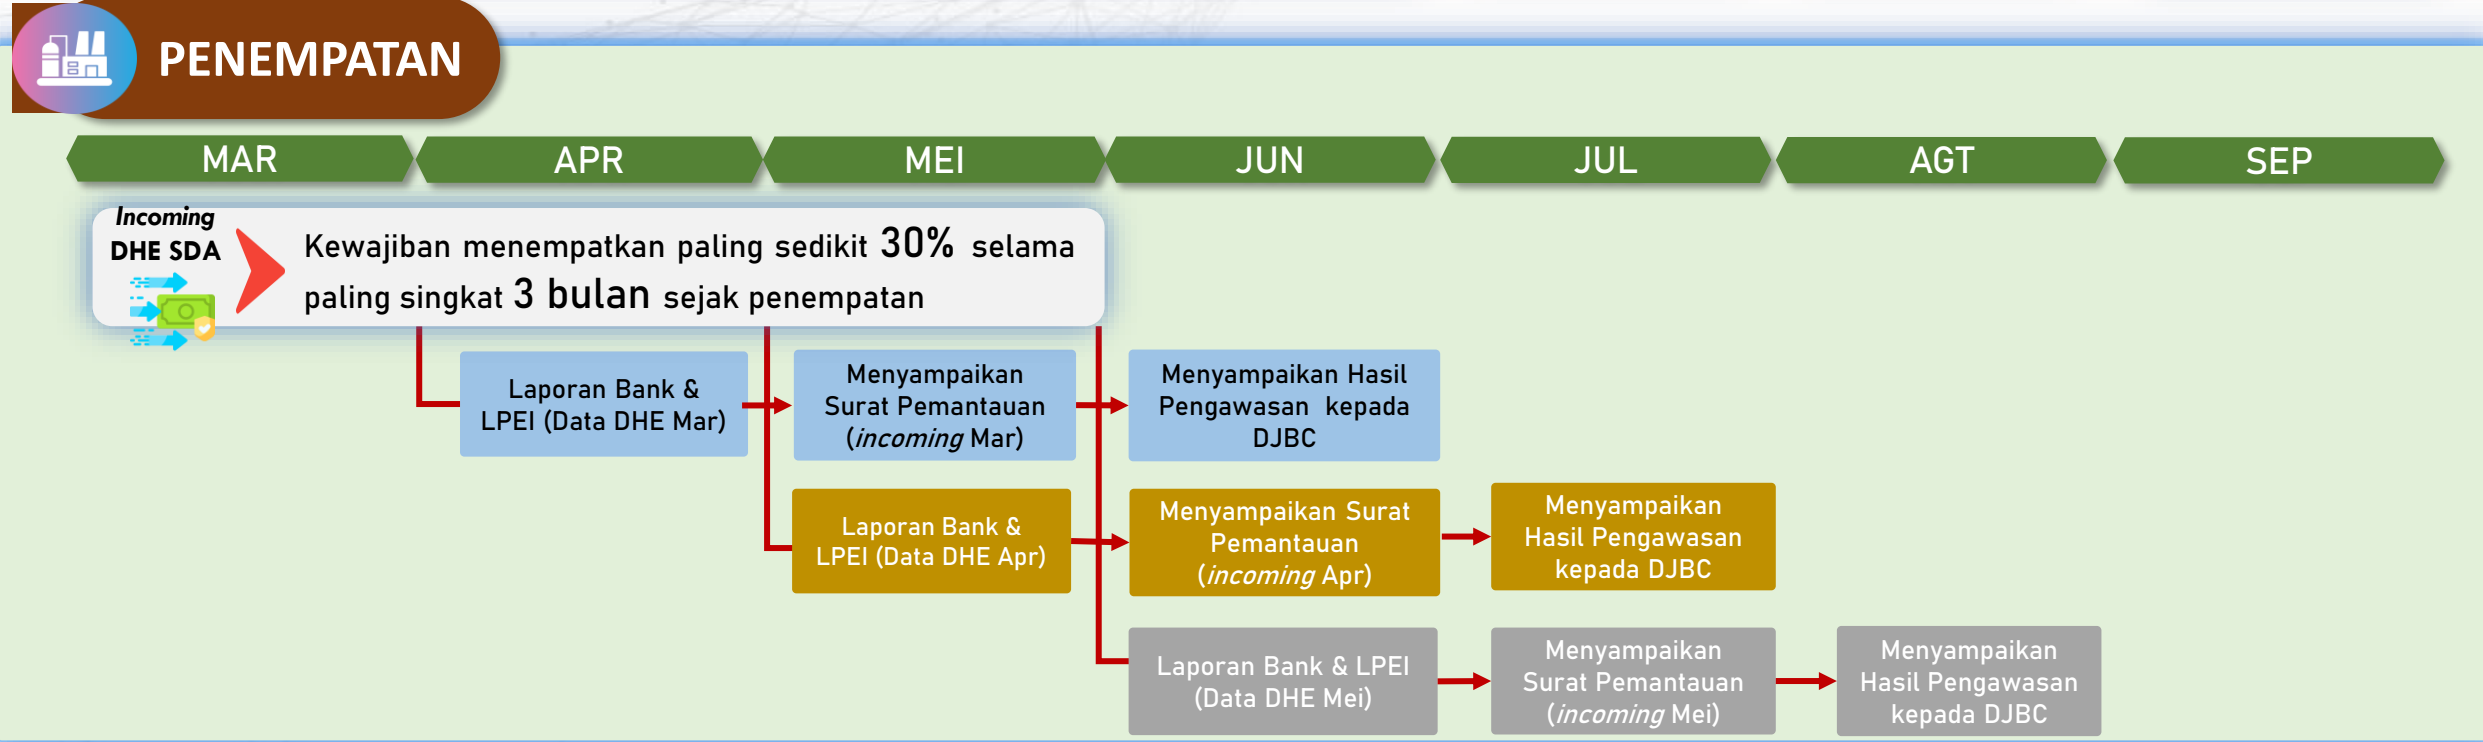 PENEMPATAN
MAR
APR
MEI
JUN
JUL
AGT
SEP
Incoming
DHE SDA
Kewajiban menempatkan paling sedikit 30% selama
paling singkat 3 bulan sejak penempatan
Laporan Bank &
LPEI (Data DHE Mar)
Menyampaikan
Surat Pemantauan
(incoming Mar)
Menyampaikan Hasil
Pengawasan kepada
DJBC
Laporan Bank &
LPEI (Data DHE Apr)
Menyampaikan Surat
Pemantauan
(incoming Apr)
Menyampaikan
Hasil Pengawasan
kepada DJBC
Laporan Bank & LPEI
(Data DHE Mei)
Menyampaikan
Surat Pemantauan
(incoming Mei)
Menyampaikan
Hasil Pengawasan
kepada DJBC